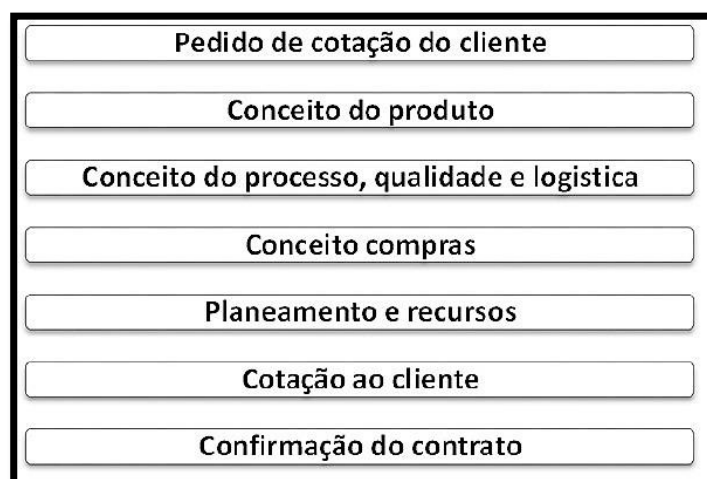 Pedido de cotação do cliente
Conceito do produto
Conceito do processo, qualidade e logistica
Conceito compras
Planeamento e recursos
Cotação ao cliente
Confirmação do contrato